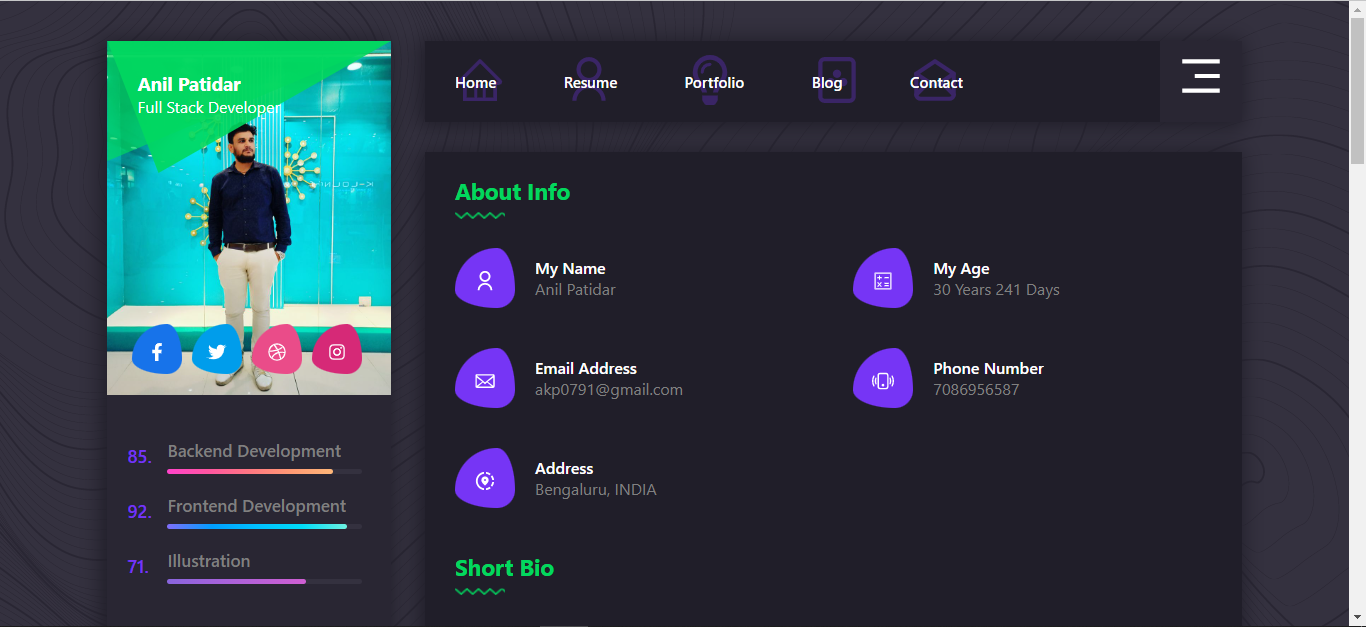 Anil Patidar
Full Stack Developer
Home Resume Portfolio Blog Contact
About Info
My Name
Anil Patidar
My Age
30 Years 241 Days
Email Address
akp0791@gmail.com
Phone Number
7086956587
Address
Bengaluru, INDIA
Short Bio
85. Backend Development
92. Frontend Development
71. Illustration